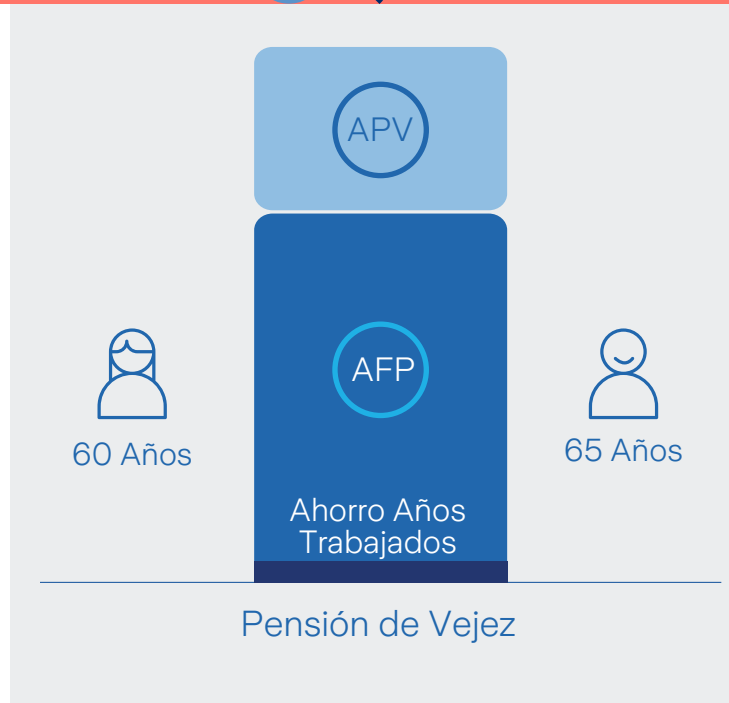 APV
AFP
60 Años
65 Años
Ahorro Años
Trabajados
Pensión de Vejez